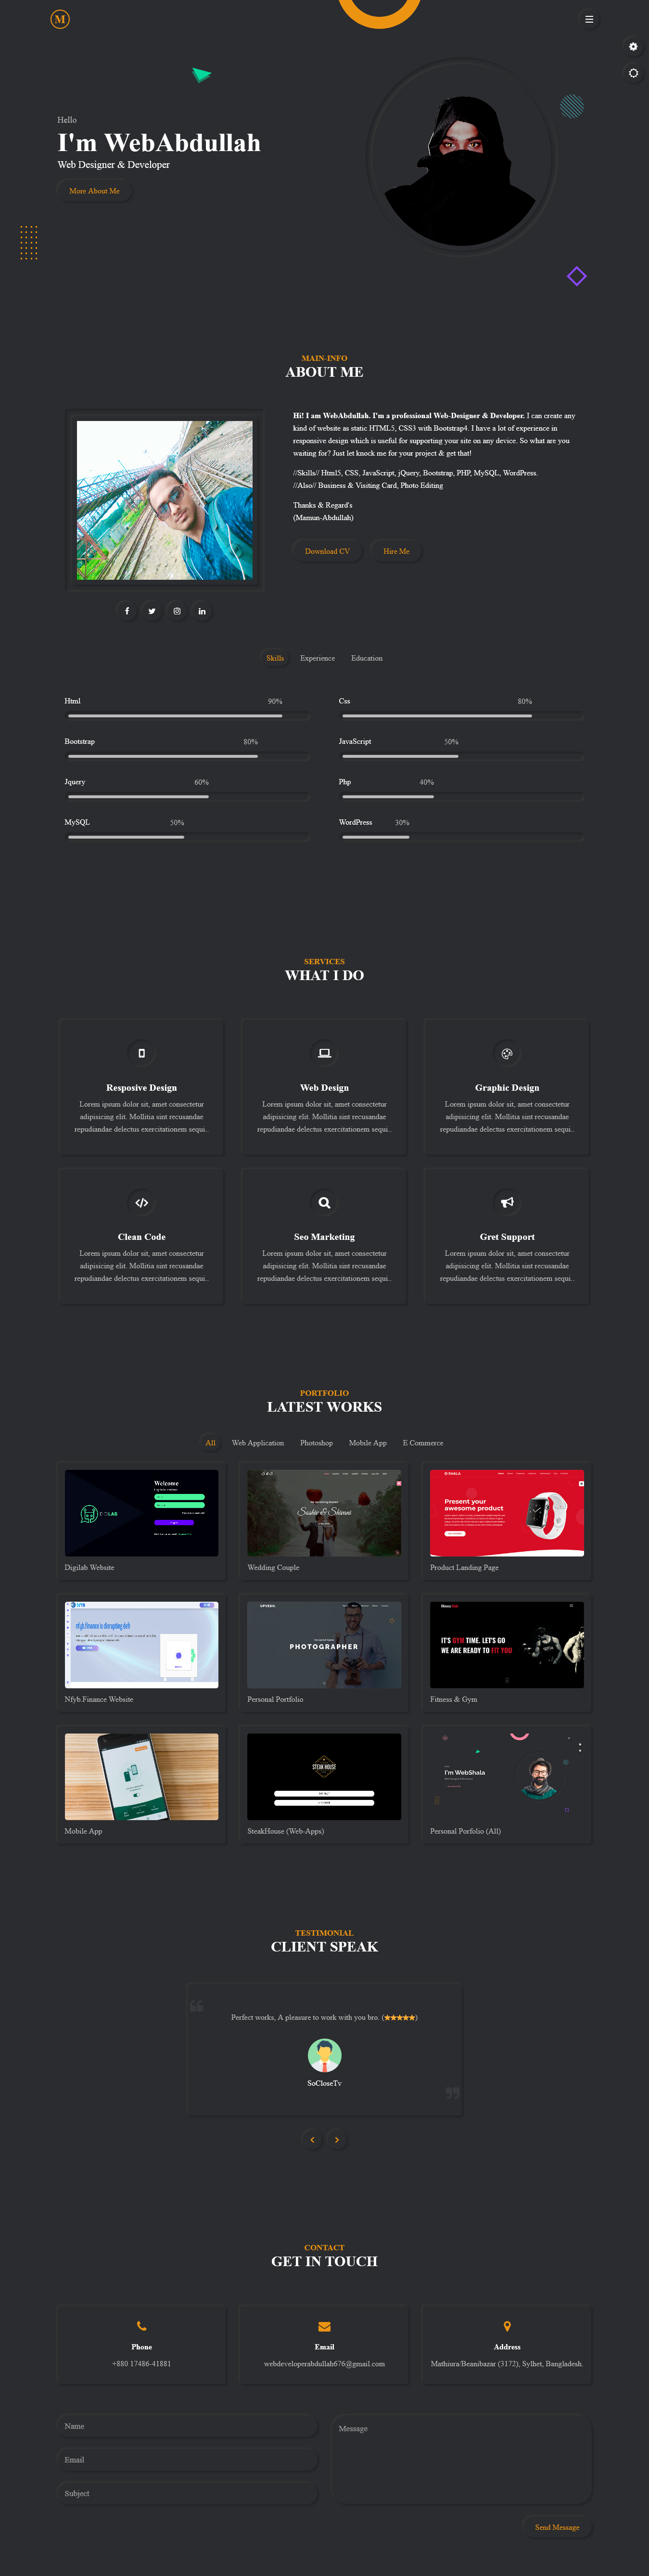 M
Hello
I'm WebAbdullah
Web Designer & Developer
More About Me
MAIN-INFO
ABOUT ME
Hi! I am WebAbdullah. I'm a professional Web-Designer & Developer. I can create any
kind of website as static HTML5, CSS3 with Bootstap4. I have a lot of experience in
responsive design which is useful for supporting your site on any device. So what are you
waiting for? Just let knock me for your project & get that!
//Skills// Html5, CSS, JavaScript, jQuery, Bootstrap, PHP, MySQL, WordPress.
//Also// Business & Visiting Card, Photo Editing
Thanks & Regard's
(Mamun-Abdullah)
Download CV
Hire Me
Skills
Experience
Education
Html 90%
Css 80%
Bootstrap 80%
JavaScript 50%
Jquery 60%
Php 40%
MySQL 50%
WordPress 30%
SERVICES
WHAT I DO
Resposive Design
Lorem ipsum dolor sit, amet consectetur
adipisicing elit. Mollitia sint recusandae
repudiandae delectus exercitationem sequi..
Web Design
Lorem ipsum dolor sit, amet consectetur
adipisicing elit. Mollitia sint recusandae
repudiandae delectus exercitationem sequi..
Graphic Design
Lorem ipsum dolor sit, amet consectetur
adipisicing elit. Mollitia sint recusandae
repudiandae delectus exercitationem sequi..
Clean Code
Lorem ipsum dolor sit, amet consectetur
adipisicing elit. Mollitia sint recusandae
repudiandae delectus exercitationem sequi..
Seo Marketing
Lorem ipsum dolor sit, amet consectetur
adipisicing elit. Mollitia sint recusandae
repudiandae delectus exercitationem sequi..
Gret Support
Lorem ipsum dolor sit, amet consectetur
adipisicing elit. Mollitia sint recusandae
repudiandae delectus exercitationem sequi..
PORTFOLIO
LATEST WORKS
All
Web Application
Photoshop
Mobile App
E Commerce
Welcome
Digilab Website
Wedding Couple
Present your
awesome product
Product Landing Page
Nfyb.Finance Website
PHOTOGRAPHER
Personal Portfolio
IT'S GYM TIME. LET'S GO
WE ARE READY TO FIT YOU
Fitness & Gym
Mobile App
STEAK HOUSE
SteakHouse (Web-Apps)
I'm WebShala
Personal Porfolio (All)
TESTIMONIAL
CLIENT SPEAK
Perfect works, A pleasure to work with you bro. (★★★★★)
SoCloseTv
CONTACT
GET IN TOUCH
Phone
+880 17486-41881
Email
webdeveloperabdullah676@gmail.com
Address
Mathiura/Beanibazar (3172), Sylhet, Bangladesh.
Name
Email
Subject
Message
Send Message